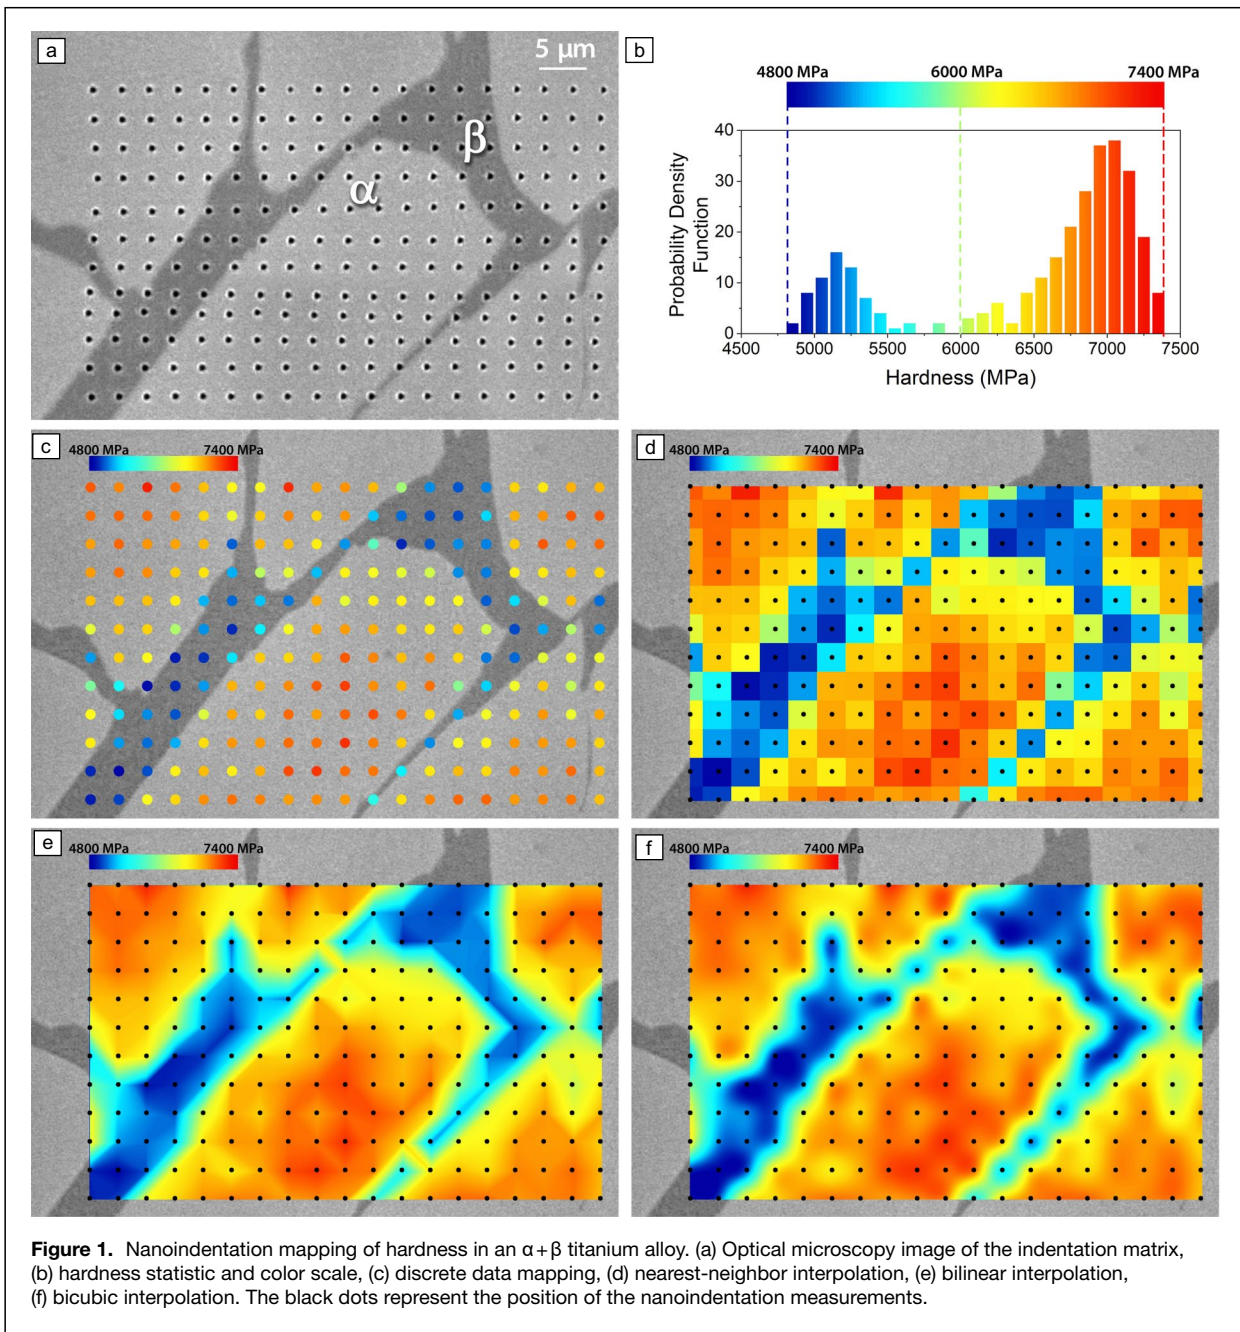 a
5 μm
β
α
b
4800 MPa 6000 MPa 7400 MPa
Probability Density
Function
40
30
20
10
0
4500 5000 5500 6000 6500 7000 7500
Hardness (MPa)
c
4800 MPa 7400 MPa
d
4800 MPa 7400 MPa
e
4800 MPa 7400 MPa
f
4800 MPa 7400 MPa
Figure 1. Nanoindentation mapping of hardness in an α+β titanium alloy. (a) Optical microscopy image of the indentation matrix,
(b) hardness statistic and color scale, (c) discrete data mapping, (d) nearest-neighbor interpolation, (e) bilinear interpolation,
(f) bicubic interpolation. The black dots represent the position of the nanoindentation measurements.